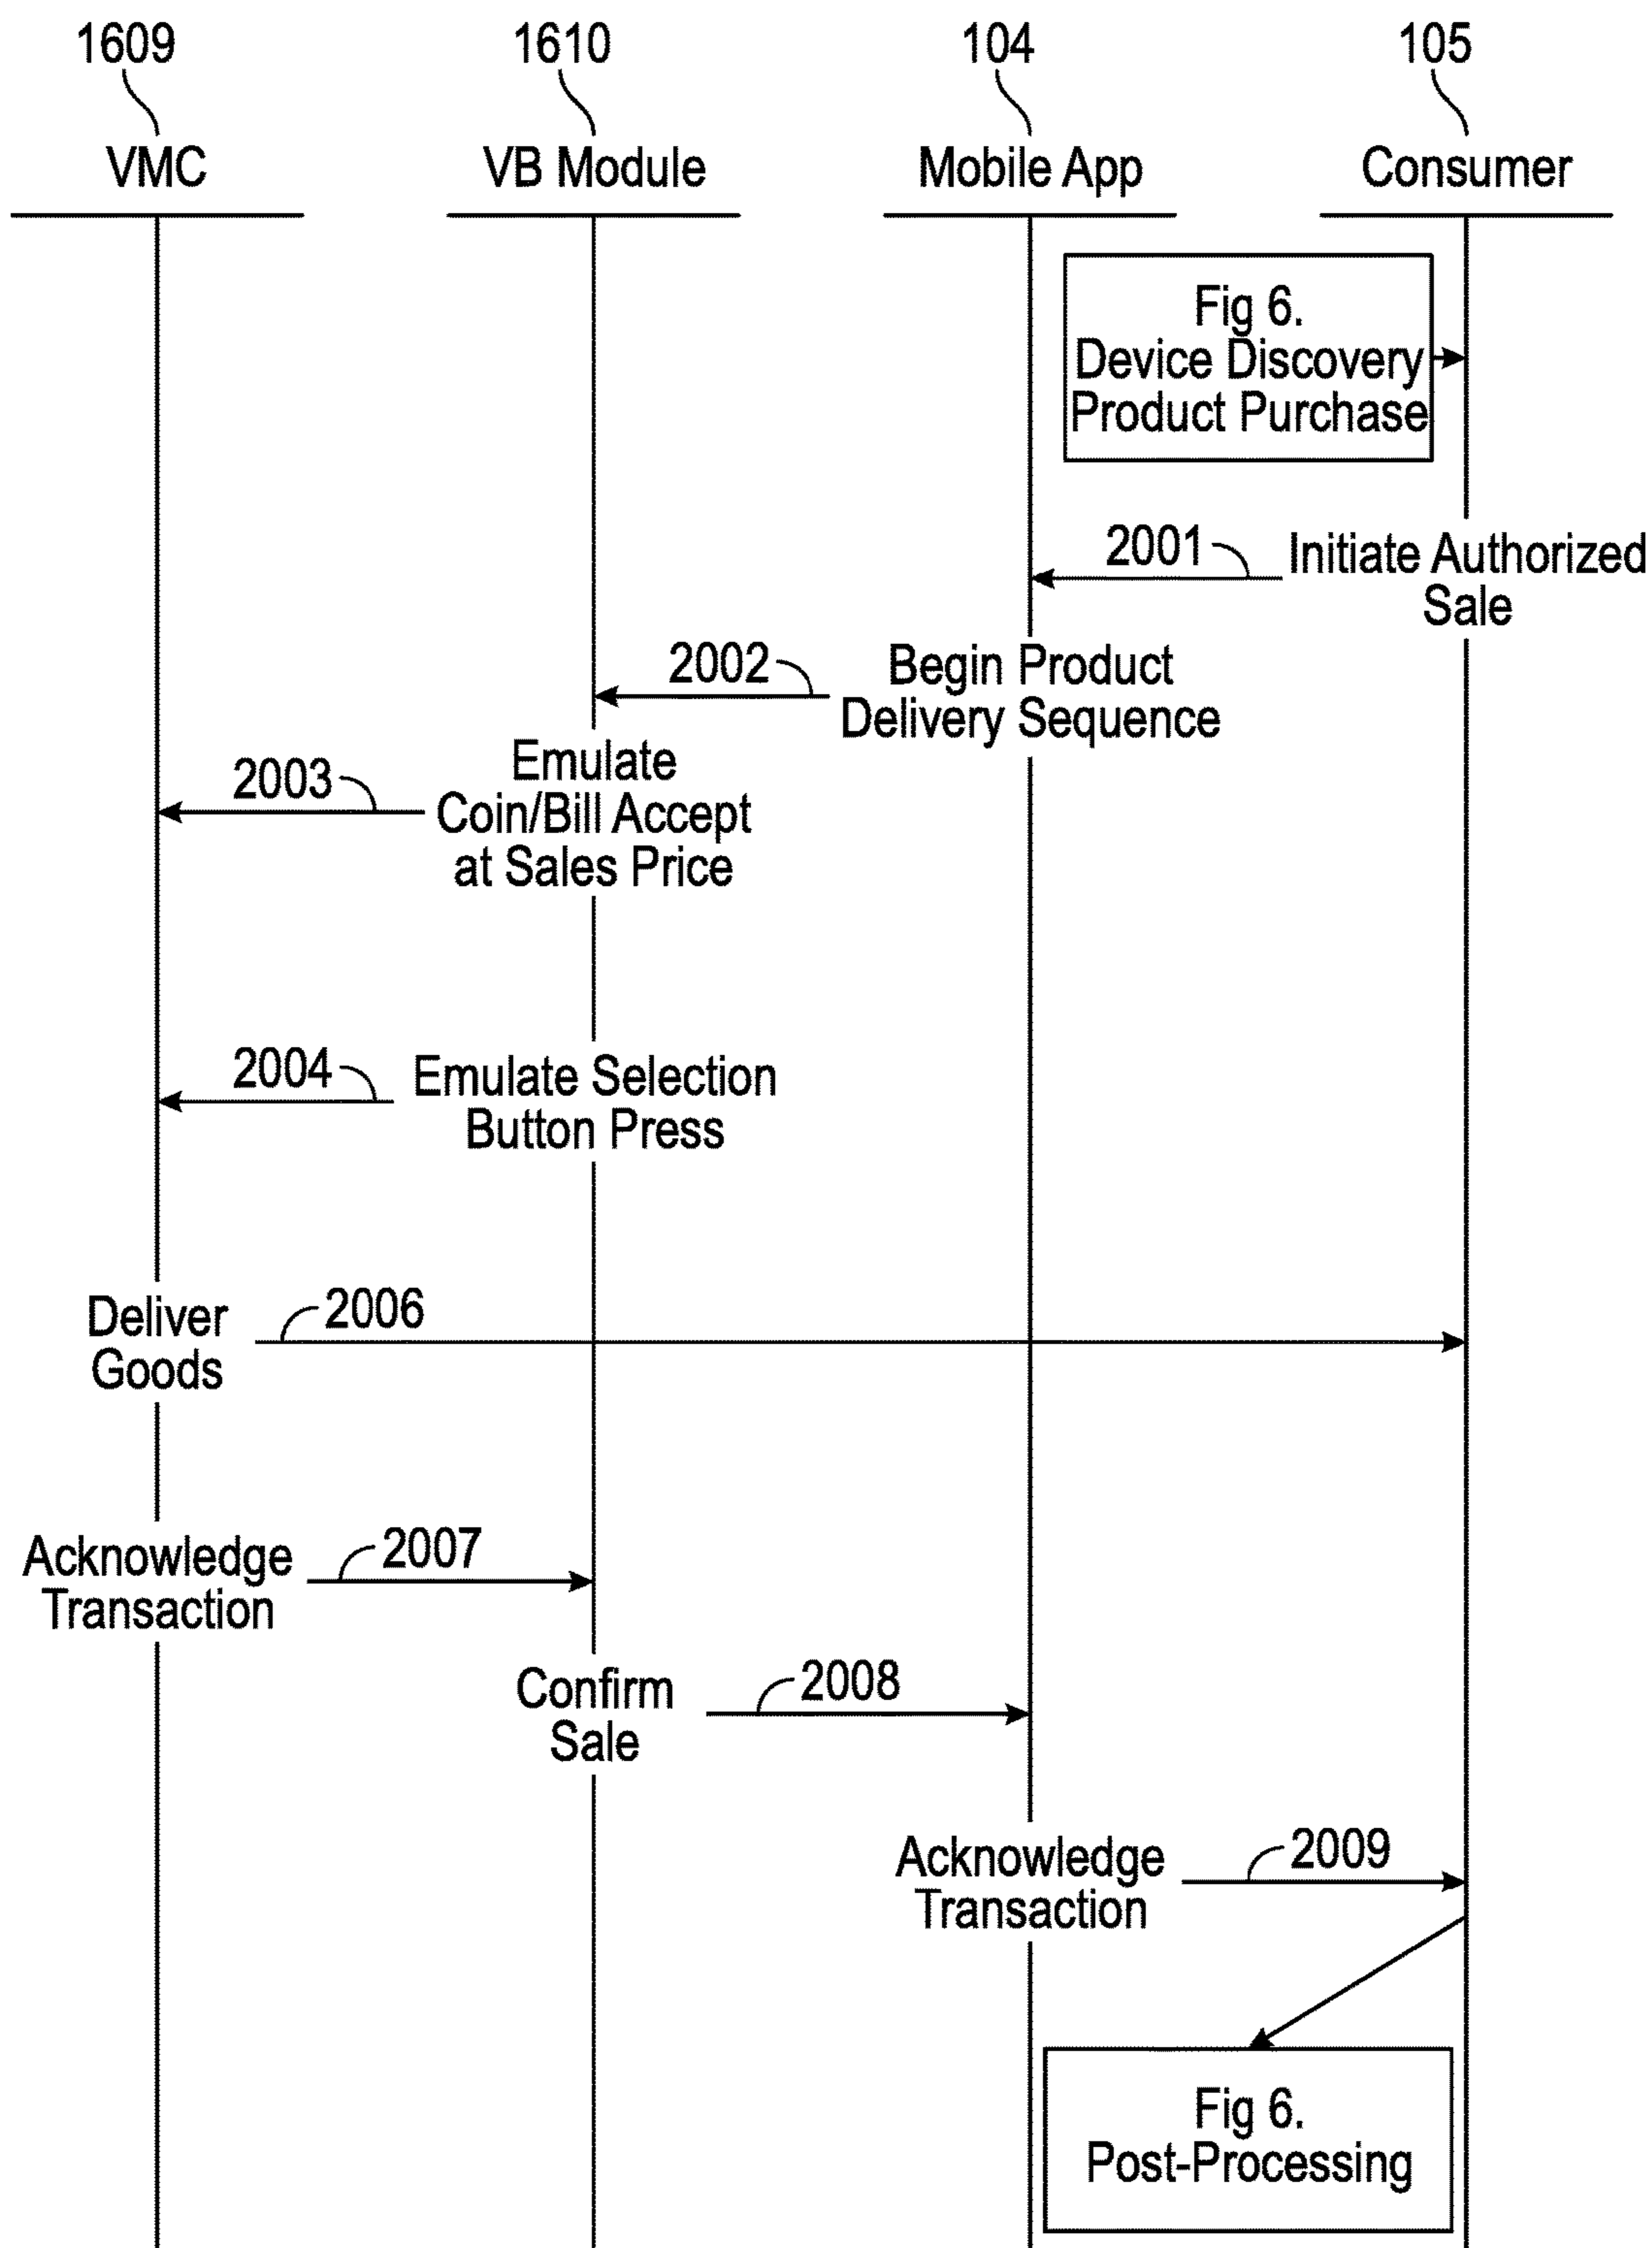 1609
1610
104
105
VMC
VB Module
Mobile App
Consumer
Fig 6.
Device Discovery
Product Purchase
2001
Initiate Authorized
Sale
2002
Begin Product
Delivery Sequence
2003
Emulate
Coin/Bill Accept
at Sales Price
2004
Emulate Selection
Button Press
Deliver
Goods
2006
Acknowledge
Transaction
2007
Confirm
Sale
2008
Acknowledge
Transaction
2009
Fig 6.
Post-Processing